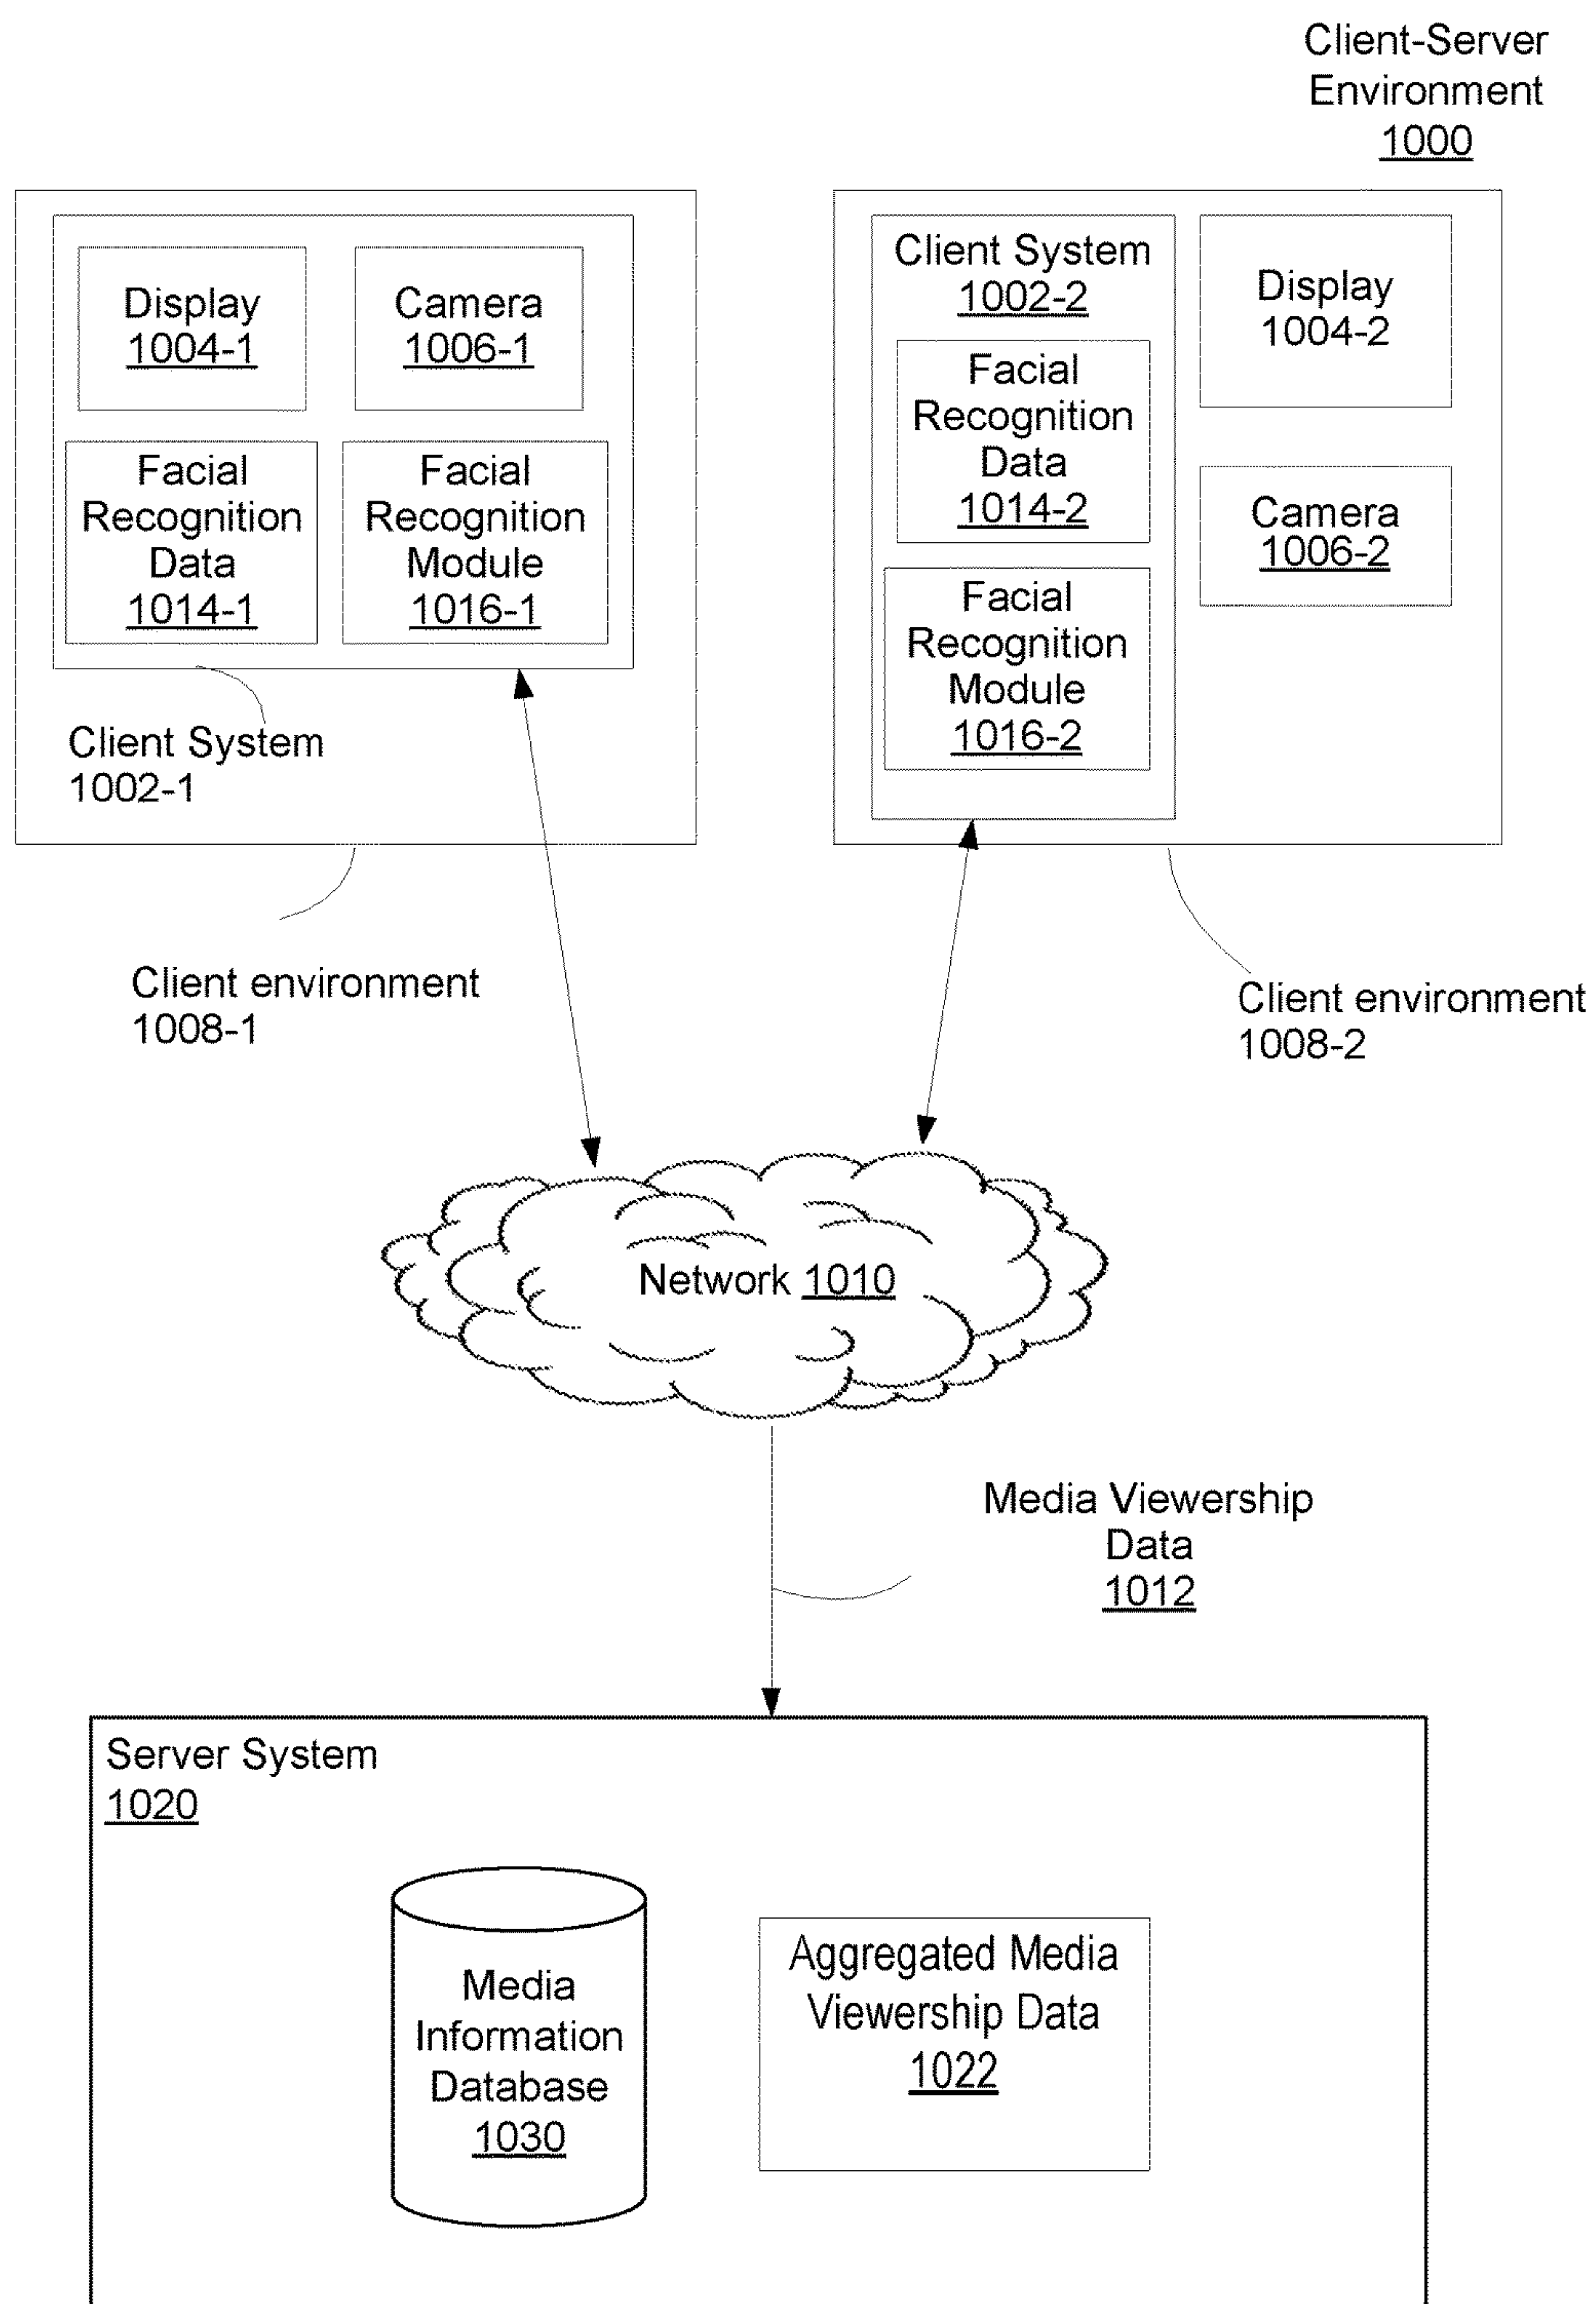 Client-Server
Environment
1000
Display
1004-1
Camera
1006-1
Facial
Recognition
Data
1014-1
Facial
Recognition
Module
1016-1
Client System
1002-1
Client environment
1008-1
Client System
1002-2
Facial
Recognition
Data
1014-2
Facial
Recognition
Module
1016-2
Display
1004-2
Camera
1006-2
Client environment
1008-2
Network 1010
Media Viewership
Data
1012
Server System
1020
Media
Information
Database
1030
Aggregated Media
Viewership Data
1022